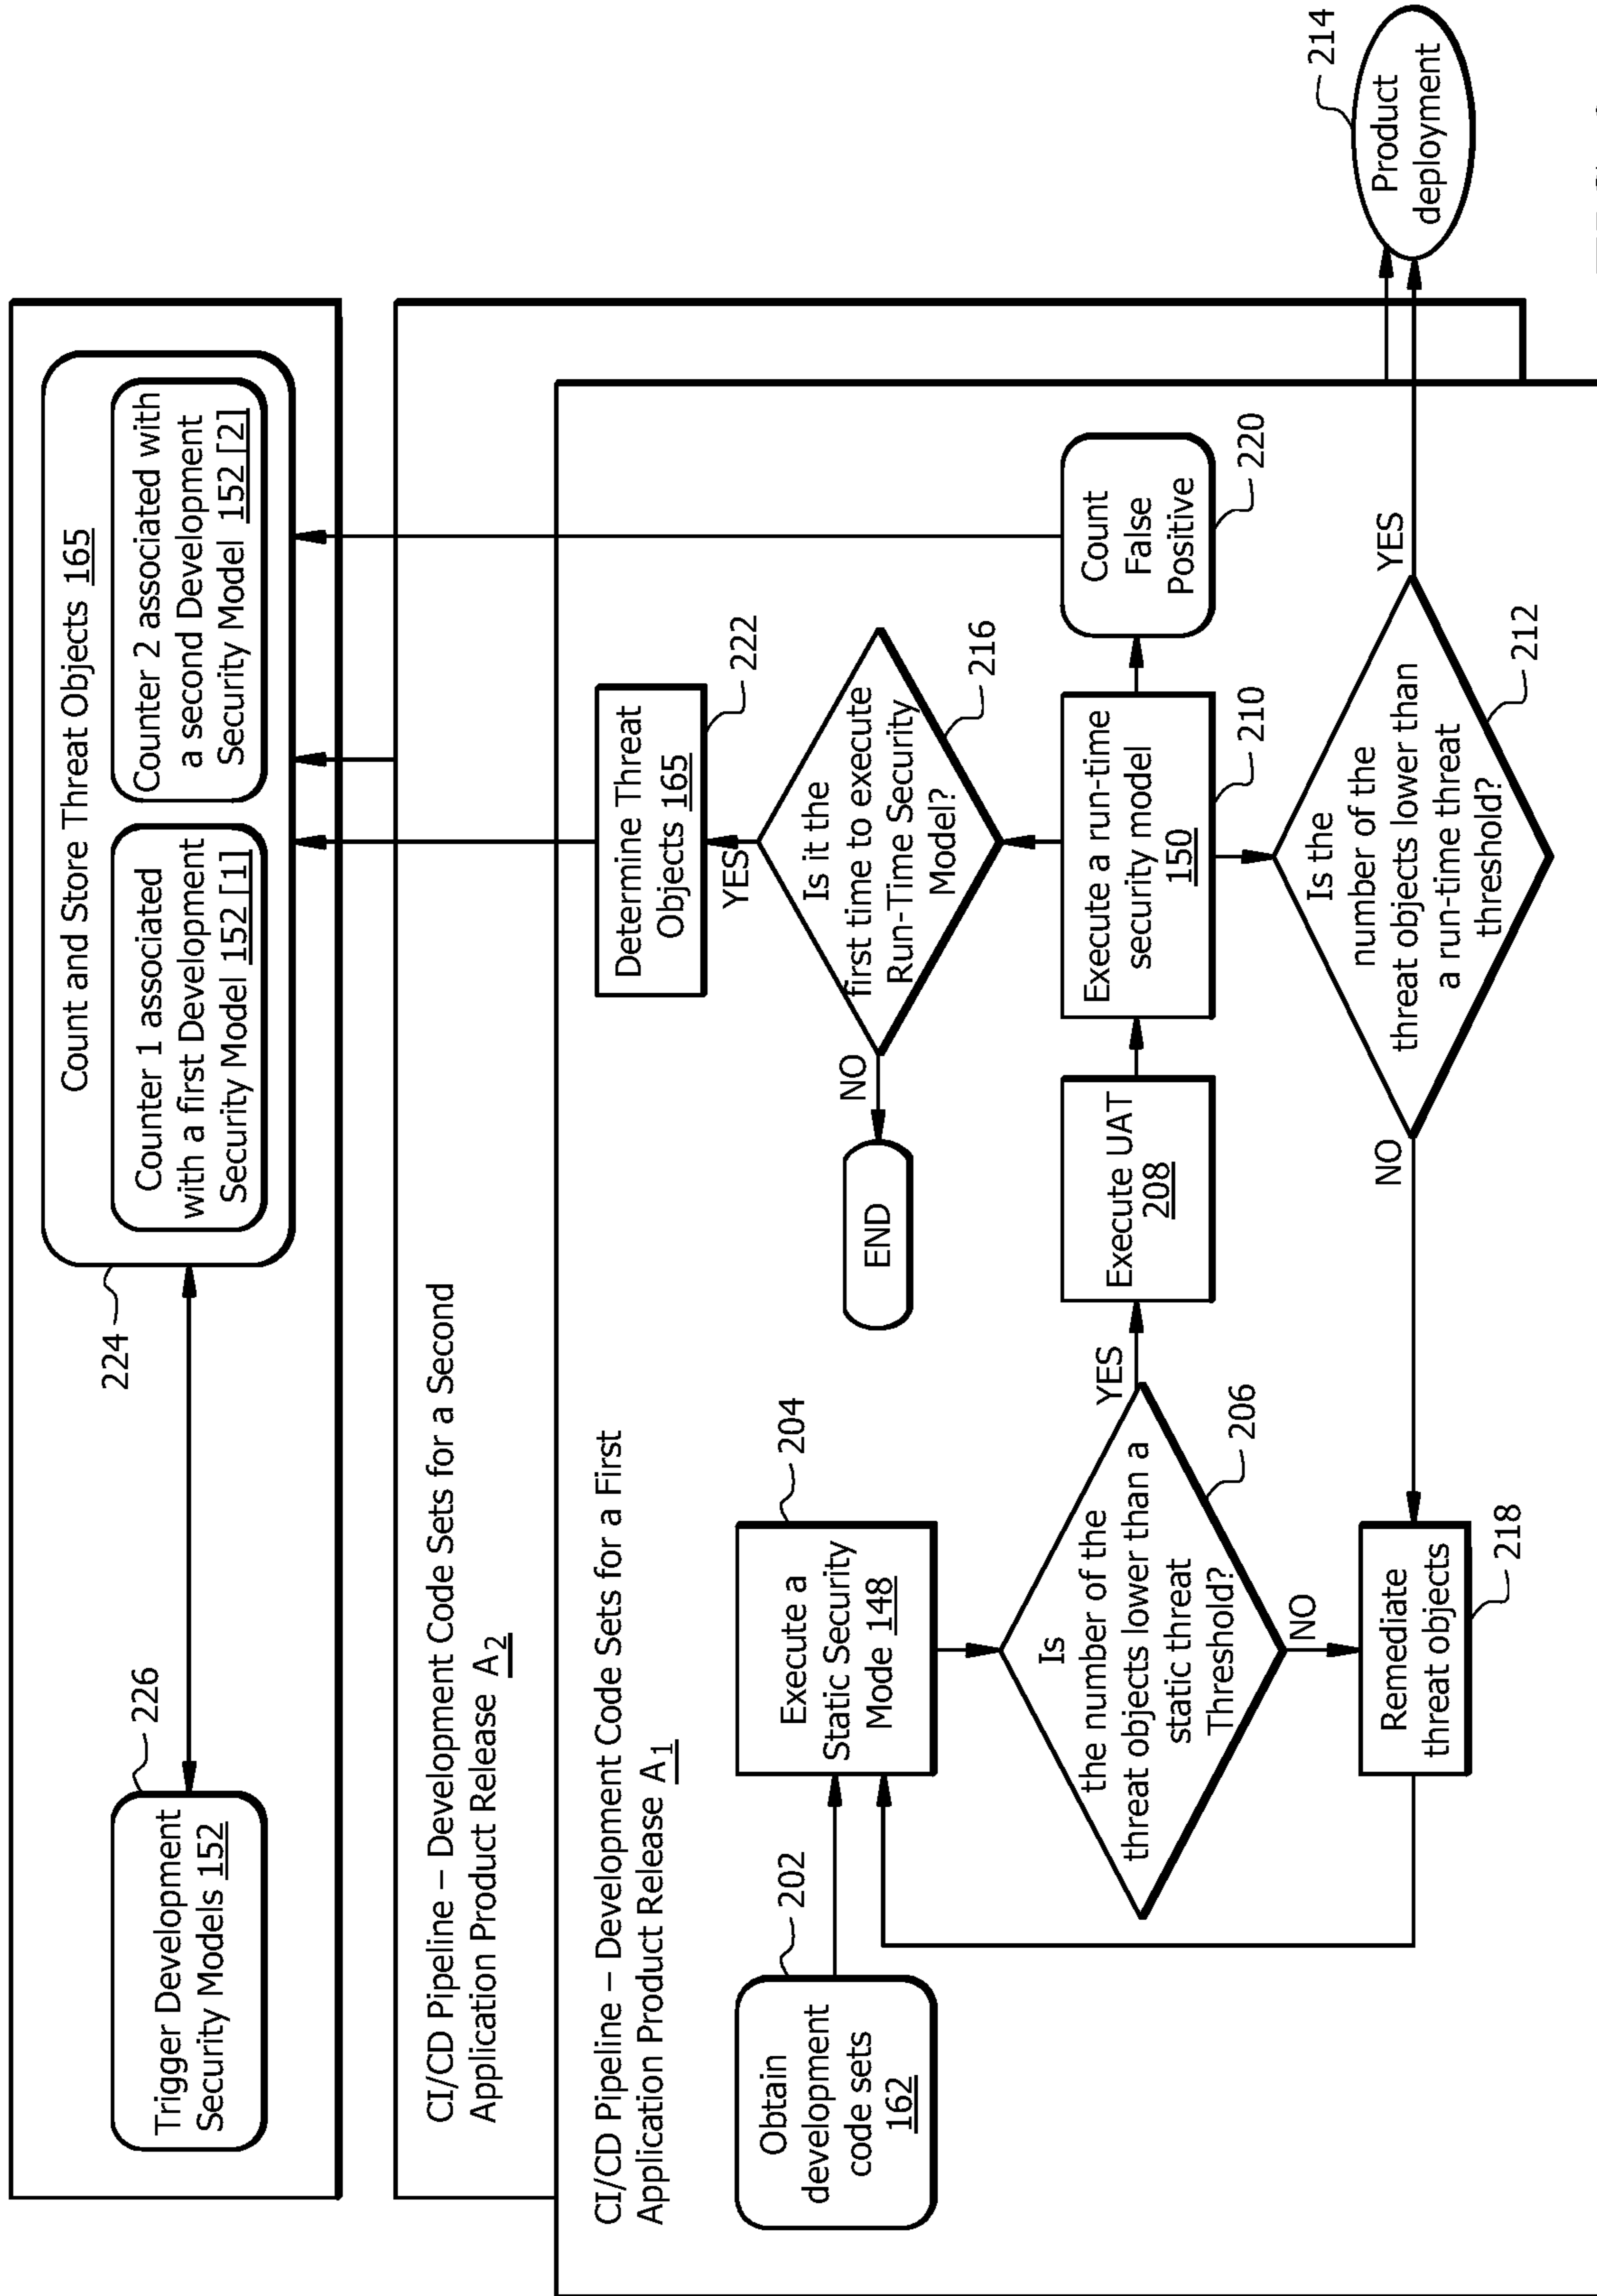 Trigger Development
Security Models 152
226
224
Count and Store Threat Objects 165
Counter 1 associated
with a first Development
Security Model 152 [1]
Counter 2 associated with
a second Development
Security Model 152 [2]
CI/CD Pipeline – Development Code Sets for a Second
Application Product Release A2
CI/CD Pipeline – Development Code Sets for a First
Application Product Release A1
Obtain
development
code sets
162
202
Execute a
Static Security
Mode 148
204
Is
the number of the
threat objects lower than a
static threat
Threshold?
206
YES
NO
Remediate
threat objects
218
Execute UAT
208
Execute a run-time
security model
150
210
Is it the
first time to execute
Run-Time Security
Model?
216
NO
END
YES
Determine Threat
Objects 165
222
Count
False
Positive
220
Is the
number of the
threat objects lower than
a run-time threat
threshold?
212
NO
YES
Product
deployment
214